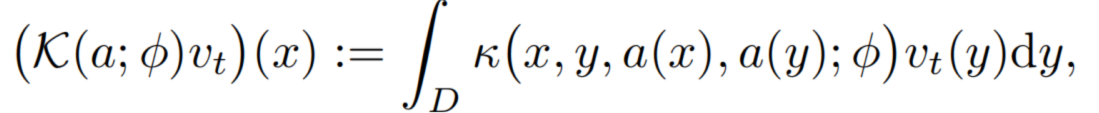 (𝒦(a; ϕ)v_t)(x) := ∫_D κ(x, y, a(x), a(y); ϕ)v_t(y)dy,